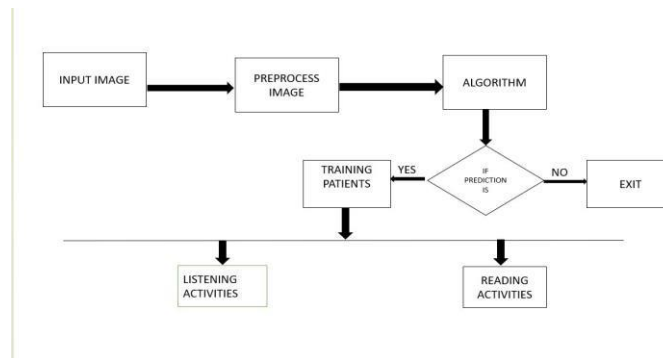 INPUT IMAGE
PREPROCESS
IMAGE
ALGORITHM
TRAINING
PATIENTS
YES
IF
PREDICTION
IS
NO
EXIT
LISTENING
ACTIVITIES
READING
ACTIVITIES